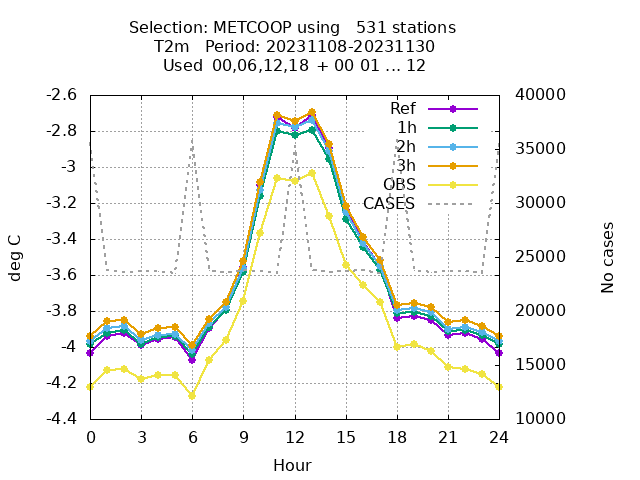 Selection: METCOOP using   531 stations
T2m   Period: 20231108-20231130
Used  00,06,12,18 + 00 01 ... 12
-2.6
-2.8
-3
-3.2
-3.4
-3.6
-3.8
-4
-4.2
-4.4
deg C
40000
35000
30000
25000
20000
15000
10000
No cases
Ref
1h
2h
3h
OBS
CASES
0 3 6 9 12 15 18 21 24
Hour